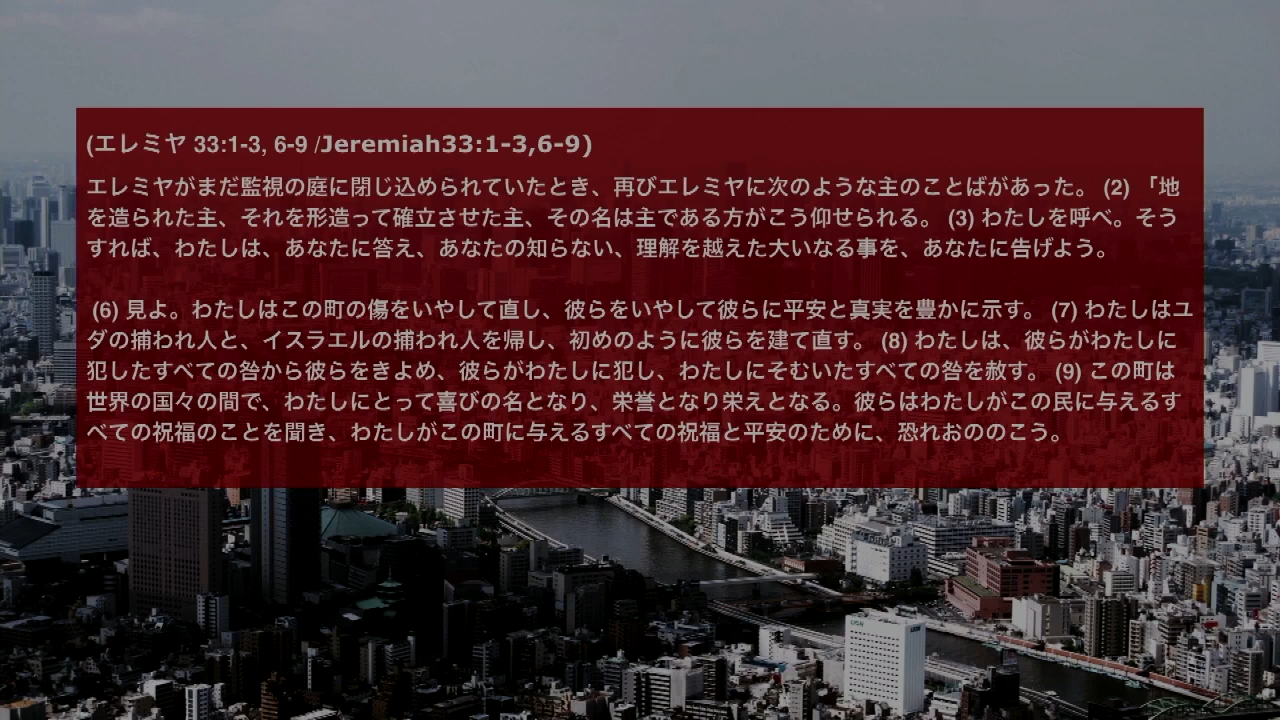 (エレミヤ 33:1-3, 6-9 /Jeremiah33:1-3,6-9)
エレミヤがまだ監視の庭に閉じ込められていたとき、再びエレミヤに次のような主のことばがあった。 (2) 「地
を造られた主、それを形造って確立させた主、その名は主である方がこう仰せられる。 (3) わたしを呼べ。そう
すれば、わたしは、あなたに答え、あなたの知らない、理解を越えた大いなる事を、あなたに告げよう。
(6) 見よ。わたしはこの町の傷をいやして直し、彼らをいやして彼らに平安と真実を豊かに示す。 (7) わたしはユ
ダの捕われ人と、イスラエルの捕われ人を帰し、初めのように彼らを建て直す。 (8) わたしは、彼らがわたしに
犯したすべての咎から彼らをきよめ、彼らがわたしに犯し、わたしにそむいたすべての咎を赦す。 (9) この町は
世界の国々の間で、わたしにとって喜びの名となり、栄誉となり栄えとなる。彼らはわたしがこの民に与えるす
べての祝福のことを聞き、わたしがこの町に与えるすべての祝福と平安のために、恐れおののこう。